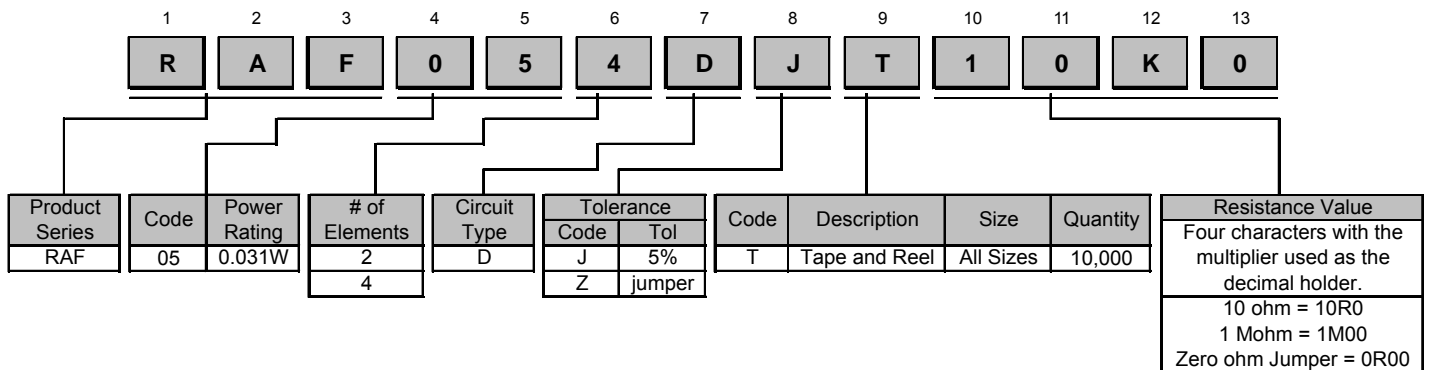 1 2 3 4 5 6 7 8 9 10 11 12 13
R A F 0 5 4 D J T 1 0 K 0
Product Series
RAF
Code Power Rating
05 0.031W
# of Elements
2
4
Circuit Type
D
Tolerance
Code Tol
J 5%
Z jumper
Code Description Size Quantity
T Tape and Reel All Sizes 10,000
Resistance Value
Four characters with the
multiplier used as the
decimal holder.
10 ohm = 10R0
1 Mohm = 1M00
Zero ohm Jumper = 0R00